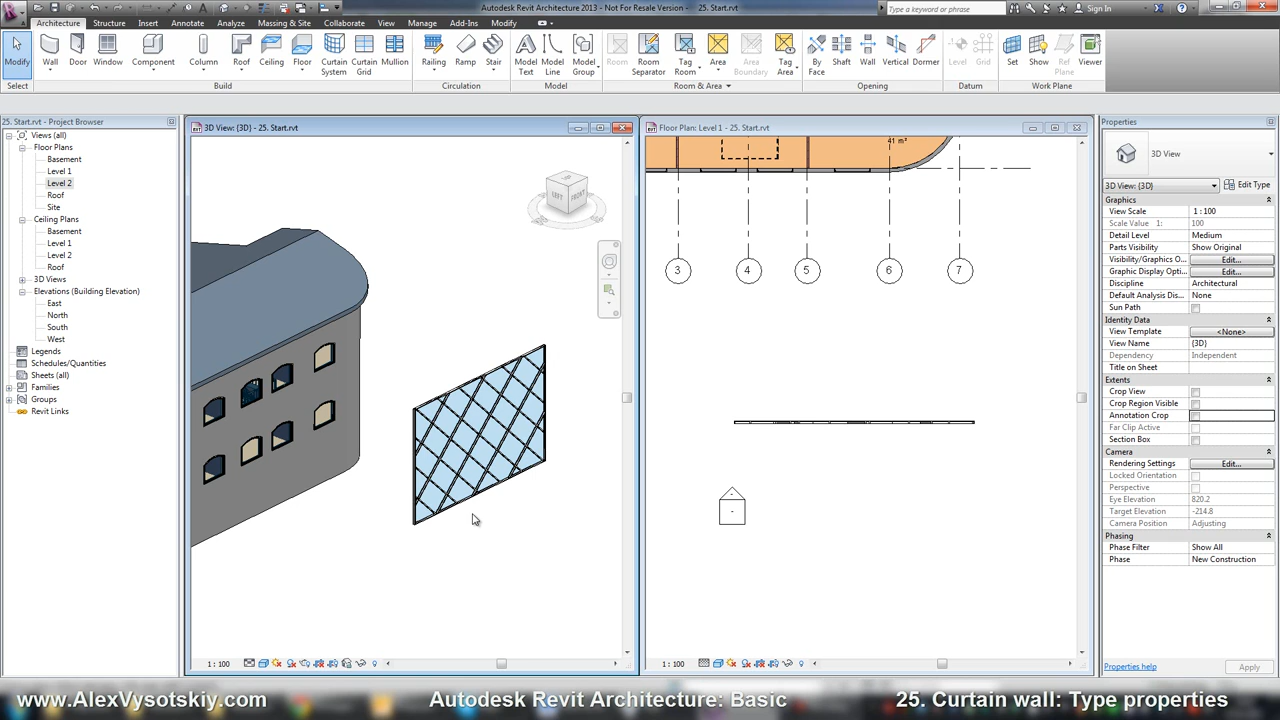 Autodesk Revit Architecture 2013 - Not For Resale Version - 25. Start.rvt
Type a keyword or phrase
Sign In
Architecture Structure Insert Annotate Analyze Massing & Site Collaborate View Manage Add-Ins Modify
Modify Wall Door Window Component Column Roof Ceiling Floor Curtain System Curtain Grid Mullion Railing Ramp Stair Model Text Model Line Model Group Room Room Separator Tag Room Area Area Boundary Tag Area By Face Shaft Wall Vertical Dormer Level Grid Set Show Ref Plane Viewer
Select Build Circulation Model Room & Area Opening Datum Work Plane
25. Start.rvt - Project Browser
Views (all)
Floor Plans
Basement
Level 1
Level 2
Roof
Site
Ceiling Plans
Basement
Level 1
Level 2
Roof
3D Views
Elevations (Building Elevation)
East
North
South
West
Legends
Schedules/Quantities
Sheets (all)
Families
Groups
Revit Links
3D View: {3D} - 25. Start.rvt
LEFT FRONT
1 : 100
Floor Plan: Level 1 - 25. Start.rvt
41 m²
3 4 5 6 7
1 : 100
Properties
3D View
3D View: {3D} Edit Type
Graphics
View Scale 1 : 100
Scale Value 1: 100
Detail Level Medium
Parts Visibility Show Original
Visibility/Graphics O... Edit...
Graphic Display Opti... Edit...
Discipline Architectural
Default Analysis Dis... None
Sun Path
Identity Data
View Template <None>
View Name {3D}
Dependency Independent
Title on Sheet
Extents
Crop View
Crop Region Visible
Annotation Crop
Far Clip Active
Section Box
Camera
Rendering Settings Edit...
Locked Orientation
Perspective
Eye Elevation 820.2
Target Elevation -214.8
Camera Position Adjusting
Phasing
Phase Filter Show All
Phase New Construction
Properties help Apply
www.AlexVysotskiy.com Autodesk Revit Architecture: Basic 25. Curtain wall: Type properties